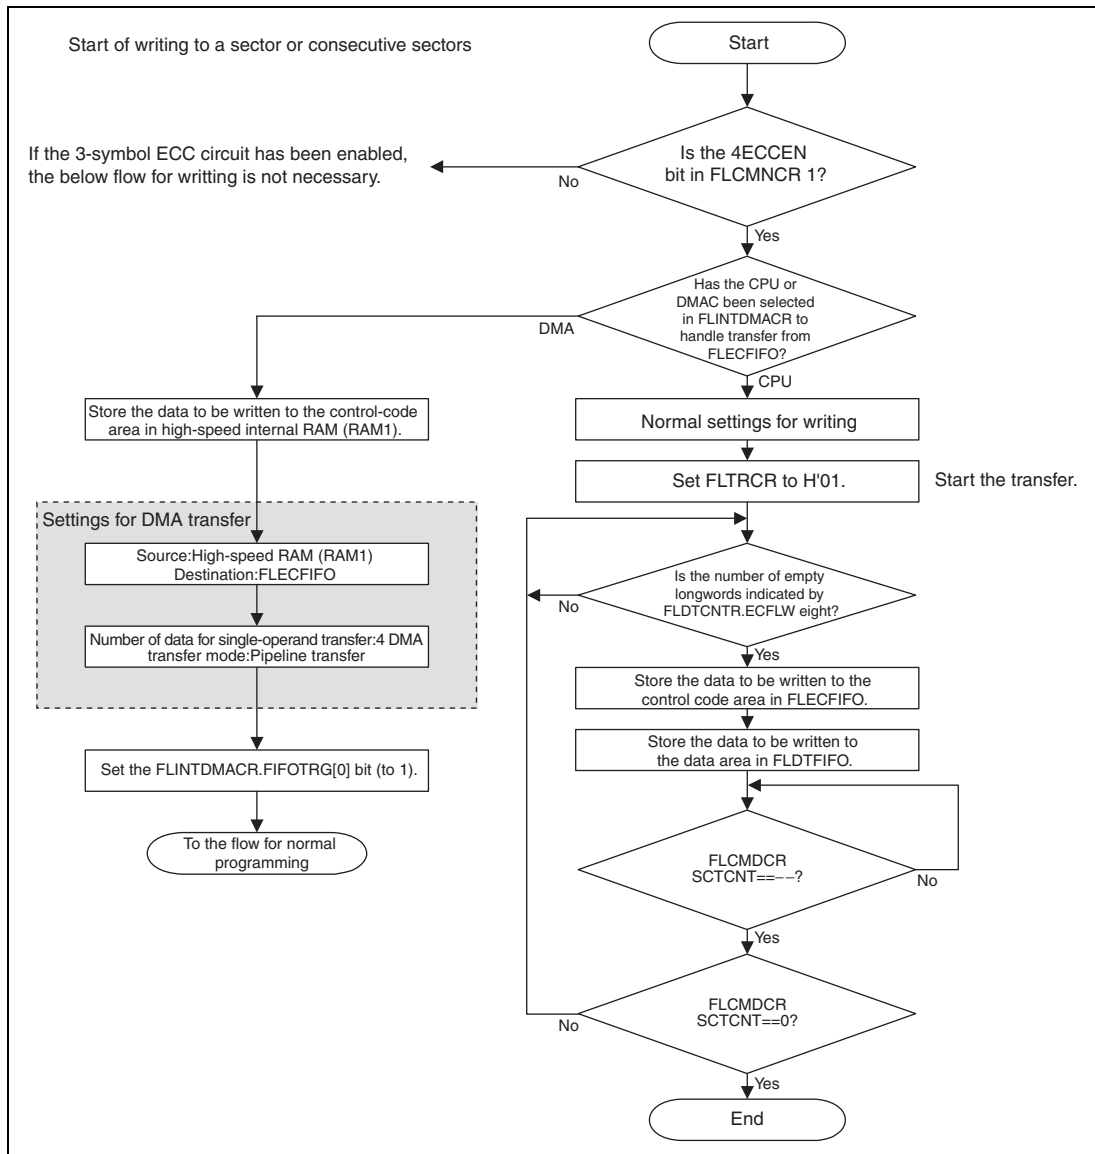 Start of writing to a sector or consecutive sectors
Start
If the 3-symbol ECC circuit has been enabled,
the below flow for writting is not necessary.
Is the 4ECCEN
bit in FLCMNCR 1?
No
Yes
Has the CPU or
DMAC been selected
in FLINTDMACR to
handle transfer from
FLECFIFO?
DMA
CPU
Store the data to be written to the control-code
area in high-speed internal RAM (RAM1).
Normal settings for writing
Set FLTRCR to H'01.
Start the transfer.
Settings for DMA transfer
Source:High-speed RAM (RAM1)
Destination:FLECFIFO
Is the number of empty
longwords indicated by
FLDTCNTR.ECFLW eight?
No
Yes
Number of data for single-operand transfer:4 DMA
transfer mode:Pipeline transfer
Store the data to be written to the
control code area in FLECFIFO.
Store the data to be written to
the data area in FLDTFIFO.
Set the FLINTDMACR.FIFOTRG[0] bit (to 1).
To the flow for normal
programming
FLCMDCR
SCTCNT==−−?
No
Yes
FLCMDCR
SCTCNT==0?
No
Yes
End